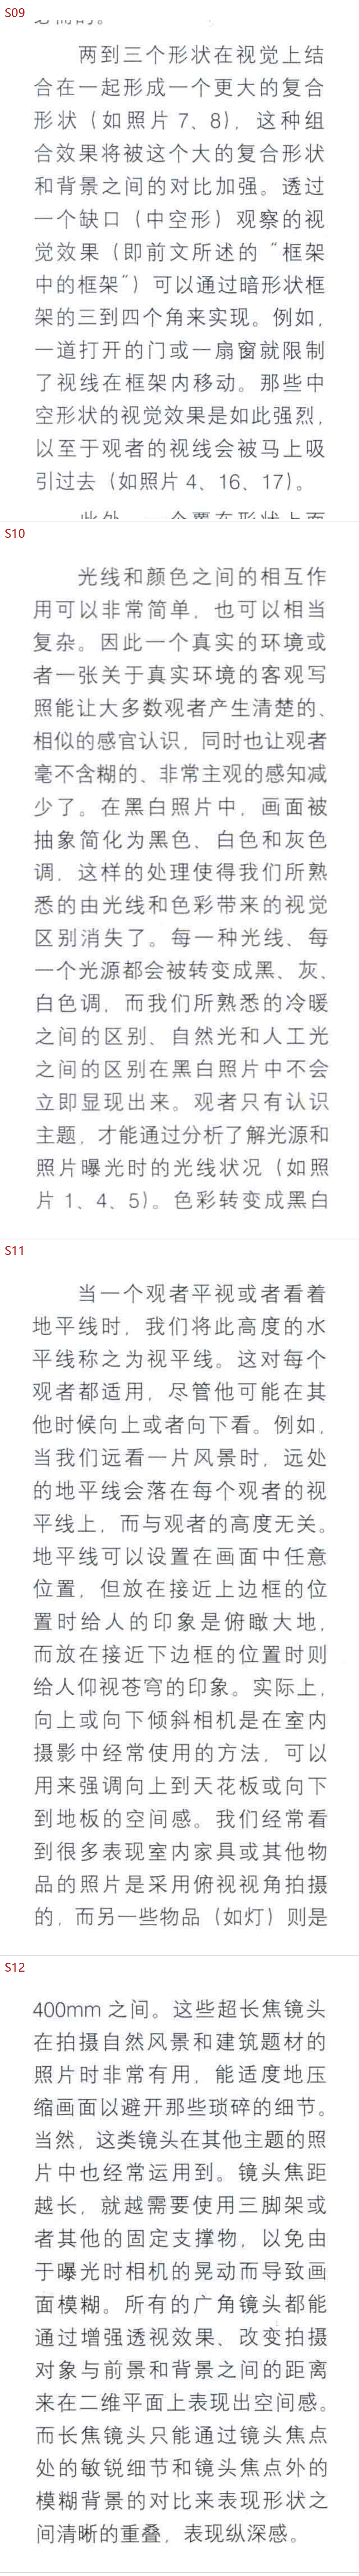 S09
两到三个形状在视觉上结
合在一起形成一个更大的复合
形状（如照片 7、8），这种组
合效果将被这个大的复合形状
和背景之间的对比加强。透过
一个缺口（中空形）观察的视
觉效果（即前文所述的“框架
中的框架”）可以通过暗形状框
架的三到四个角来实现。例如，
一道打开的门或一扇窗就限制
了视线在框架内移动。那些中
空形状的视觉效果是如此强烈，
以至于观者的视线会被马上吸
引过去（如照片 4、16、17）。
S10
光线和颜色之间的相互作
用可以非常简单，也可以相当
复杂。因此一个真实的环境或
者一张关于真实环境的客观写
照能让大多数观者产生清楚的、
相似的感官认识，同时也让观者
毫不含糊的、非常主观的感知减
少了。在黑白照片中，画面被
抽象简化为黑色、白色和灰色
调，这样的处理使得我们所熟
悉的由光线和色彩带来的视觉
区别消失了。每一种光线、每
一个光源都会被转变成黑、灰、
白色调，而我们所熟悉的冷暖
之间的区别、自然光和人工光
之间的区别在黑白照片中不会
立即显现出来。观者只有认识
主题，才能通过分析了解光源和
照片曝光时的光线状况（如照
片 1、4、5）。色彩转变成黑白
S11
当一个观者平视或者看着
地平线时，我们将此高度的水
平线称之为视平线。这对每个
观者都适用，尽管他可能在其
他时候向上或者向下看。例如，
当我们远看一片风景时，远处
的地平线会落在每个观者的视
平线上，而与观者的高度无关。
地平线可以设置在画面中任意
位置，但放在接近上边框的位
置时给人的印象是俯瞰大地，
而放在接近下边框的位置时则
给人仰视苍穹的印象。实际上，
向上或向下倾斜相机是在室内
摄影中经常使用的方法，可以
用来强调向上到天花板或向下
到地板的空间感。我们经常看
到很多表现室内家具或其他物
品的照片是采用俯视视角拍摄
的，而另一些物品（如灯）则是
S12
400mm 之间。这些超长焦镜头
在拍摄自然风景和建筑题材的
照片时非常有用，能适度地压
缩画面以避开那些琐碎的细节。
当然，这类镜头在其他主题的照
片中也经常运用到。镜头焦距
越长，就越需要使用三脚架或
者其他的固定支撑物，以免由
于曝光时相机的晃动而导致画
面模糊。所有的广角镜头都能
通过增强透视效果、改变拍摄
对象与前景和背景之间的距离
来在二维平面上表现出空间感。
而长焦镜头只能通过镜头焦点
处的敏锐细节和镜头焦点外的
模糊背景的对比来表现形状之
间清晰的重叠，表现纵深感。